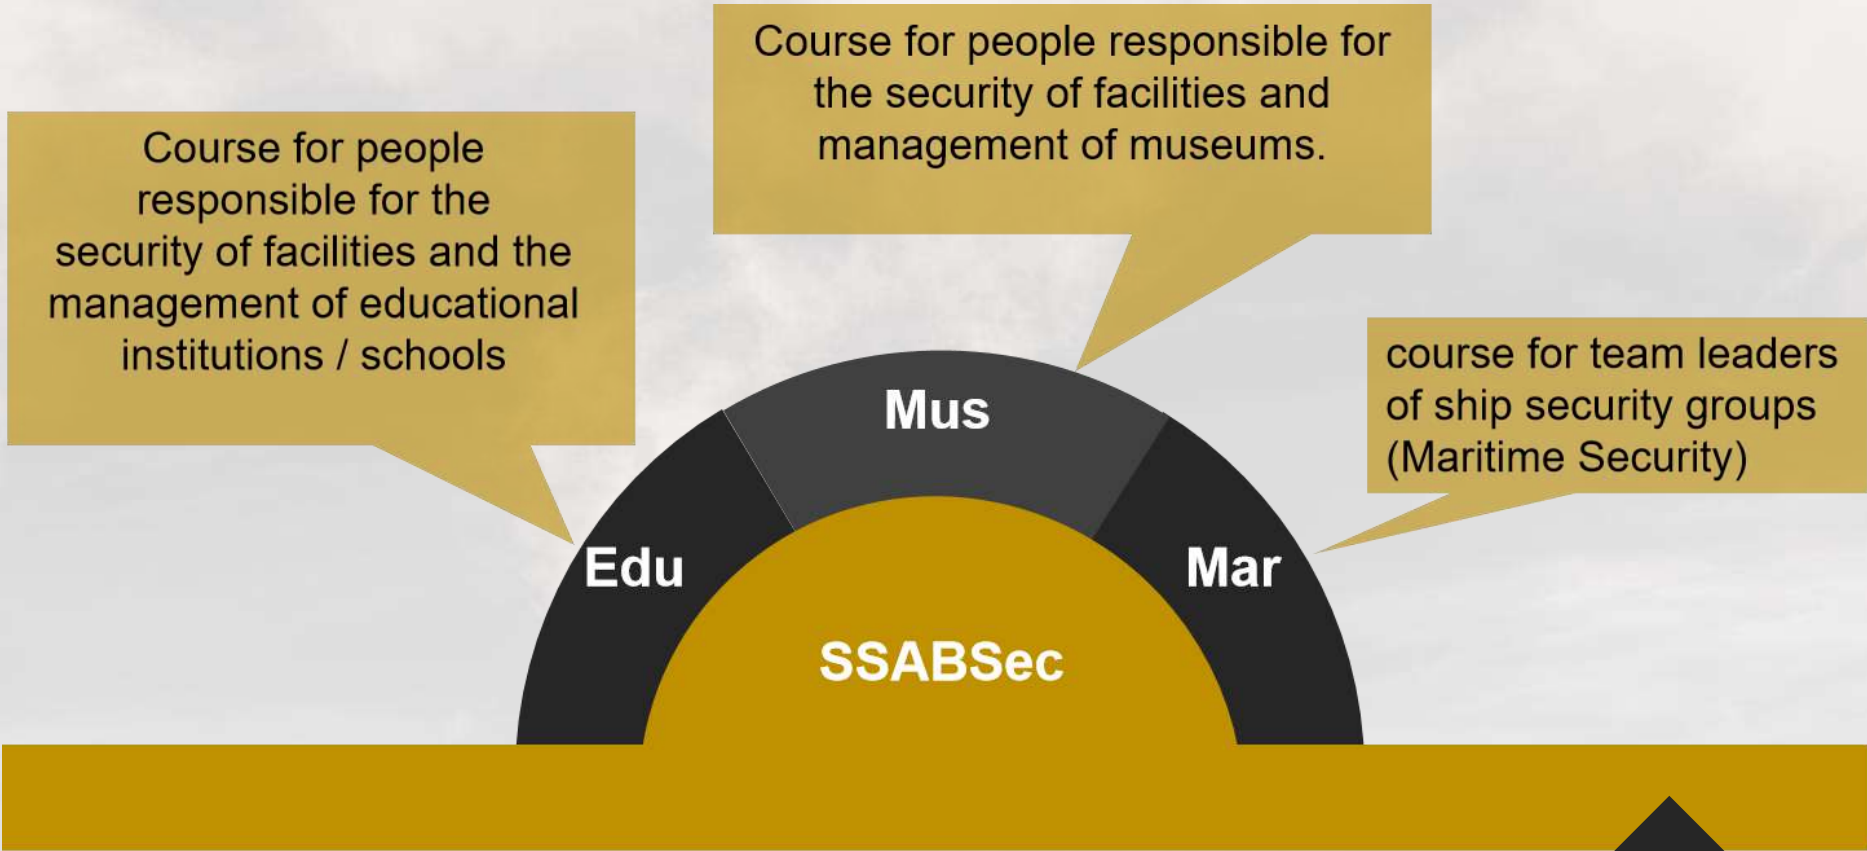 Course for people
responsible for the
security of facilities and the
management of educational
institutions / schools
Course for people responsible for
the security of facilities and
management of museums.
course for team leaders
of ship security groups
(Maritime Security)
Edu
Mus
Mar
SSABSec